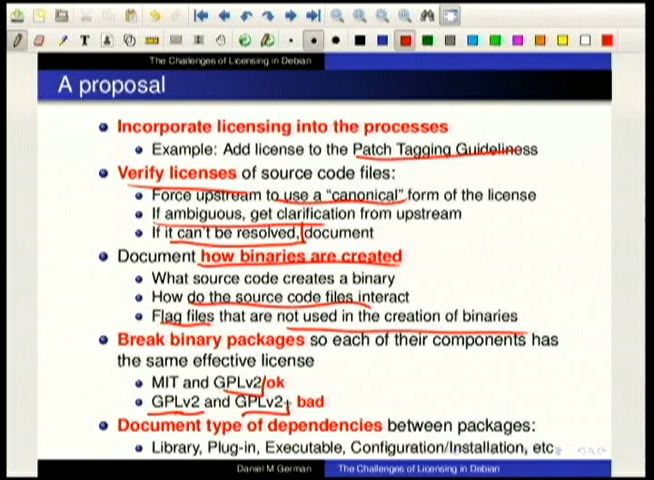 The Challenges of Licensing in Debian
A proposal
Incorporate licensing into the processes
Example: Add license to the Patch Tagging Guideliness
Verify licenses of source code files:
Force upstream to use a "canonical" form of the license
If ambiguous, get clarification from upstream
If it can't be resolved, document
Document how binaries are created
What source code creates a binary
How do the source code files interact
Flag files that are not used in the creation of binaries
Break binary packages so each of their components has
the same effective license
MIT and GPLv2 ok
GPLv2 and GPLv2+ bad
Document type of dependencies between packages:
Library, Plug-in, Executable, Configuration/Installation, etc
Daniel M German The Challenges of Licensing in Debian